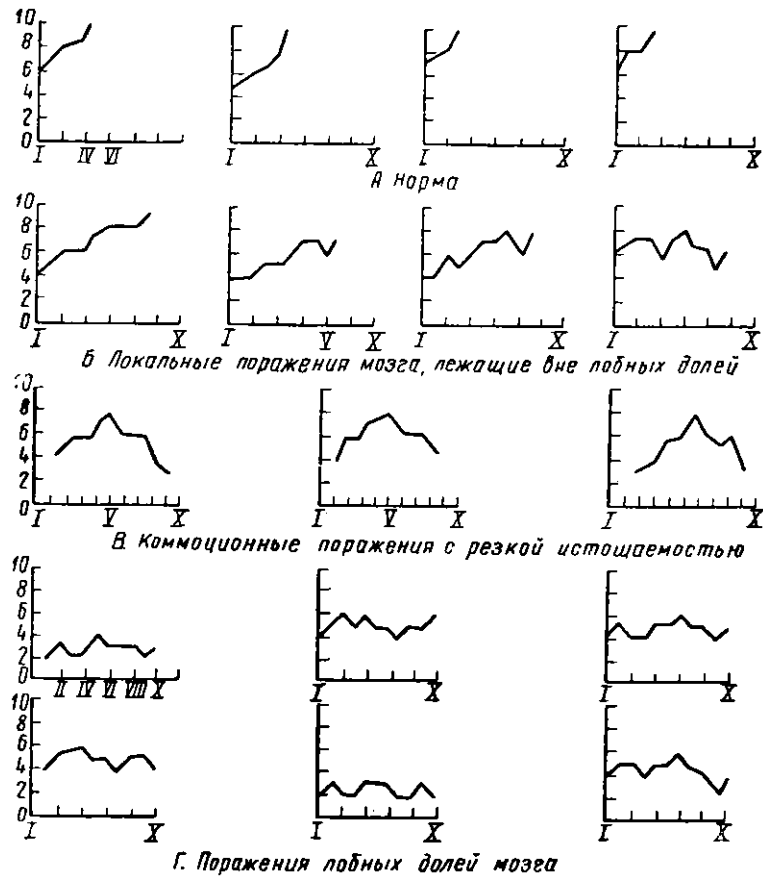 10
8
6
4
2
0
I IV VI
I X
I X
I X
А Норма
10
8
6
4
2
0
I X
I V X
I X
I X
Б Локальные поражения мозга, лежащие вне лобных долей
10
8
6
4
2
0
I V X
I V X
I X
В. Коммоционные поражения с резкой истощаемостью
10
8
6
4
2
0
II IV VI VIII X
I X
I X
10
8
6
4
2
0
I X
I X
I X
Г. Поражения лобных долей мозга